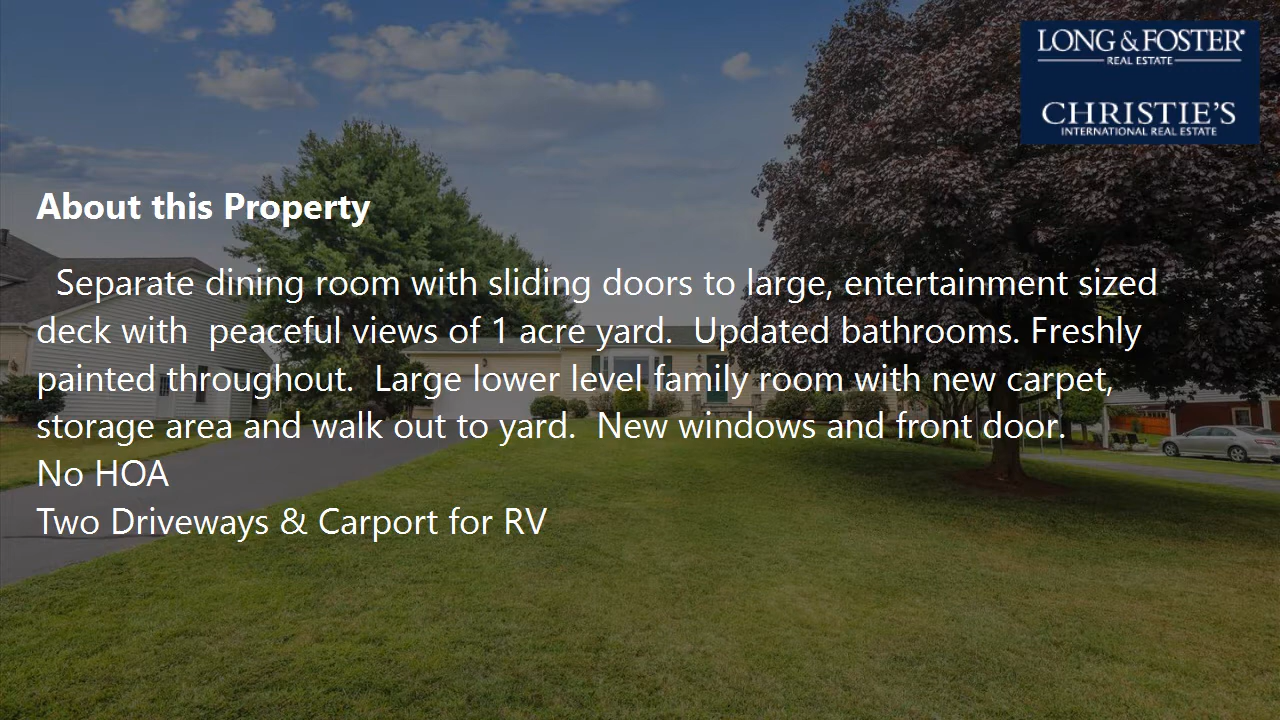 LONG & FOSTER®
REAL ESTATE
CHRISTIE'S
INTERNATIONAL REAL ESTATE
About this Property
Separate dining room with sliding doors to large, entertainment sized
deck with  peaceful views of 1 acre yard.  Updated bathrooms. Freshly
painted throughout.  Large lower level family room with new carpet,
storage area and walk out to yard.  New windows and front door.
No HOA
Two Driveways & Carport for RV